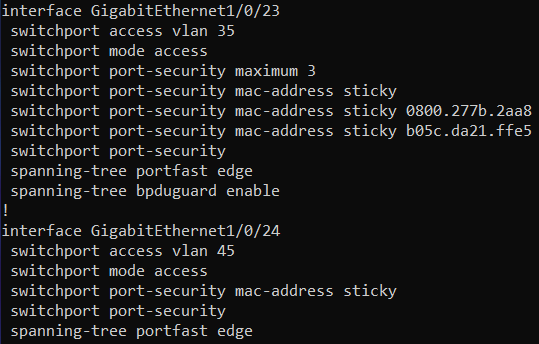 interface GigabitEthernet1/0/23
 switchport access vlan 35
 switchport mode access
 switchport port-security maximum 3
 switchport port-security mac-address sticky
 switchport port-security mac-address sticky 0800.277b.2aa8
 switchport port-security mac-address sticky b05c.da21.ffe5
 switchport port-security
 spanning-tree portfast edge
 spanning-tree bpduguard enable
!
interface GigabitEthernet1/0/24
 switchport access vlan 45
 switchport mode access
 switchport port-security mac-address sticky
 switchport port-security
 spanning-tree portfast edge